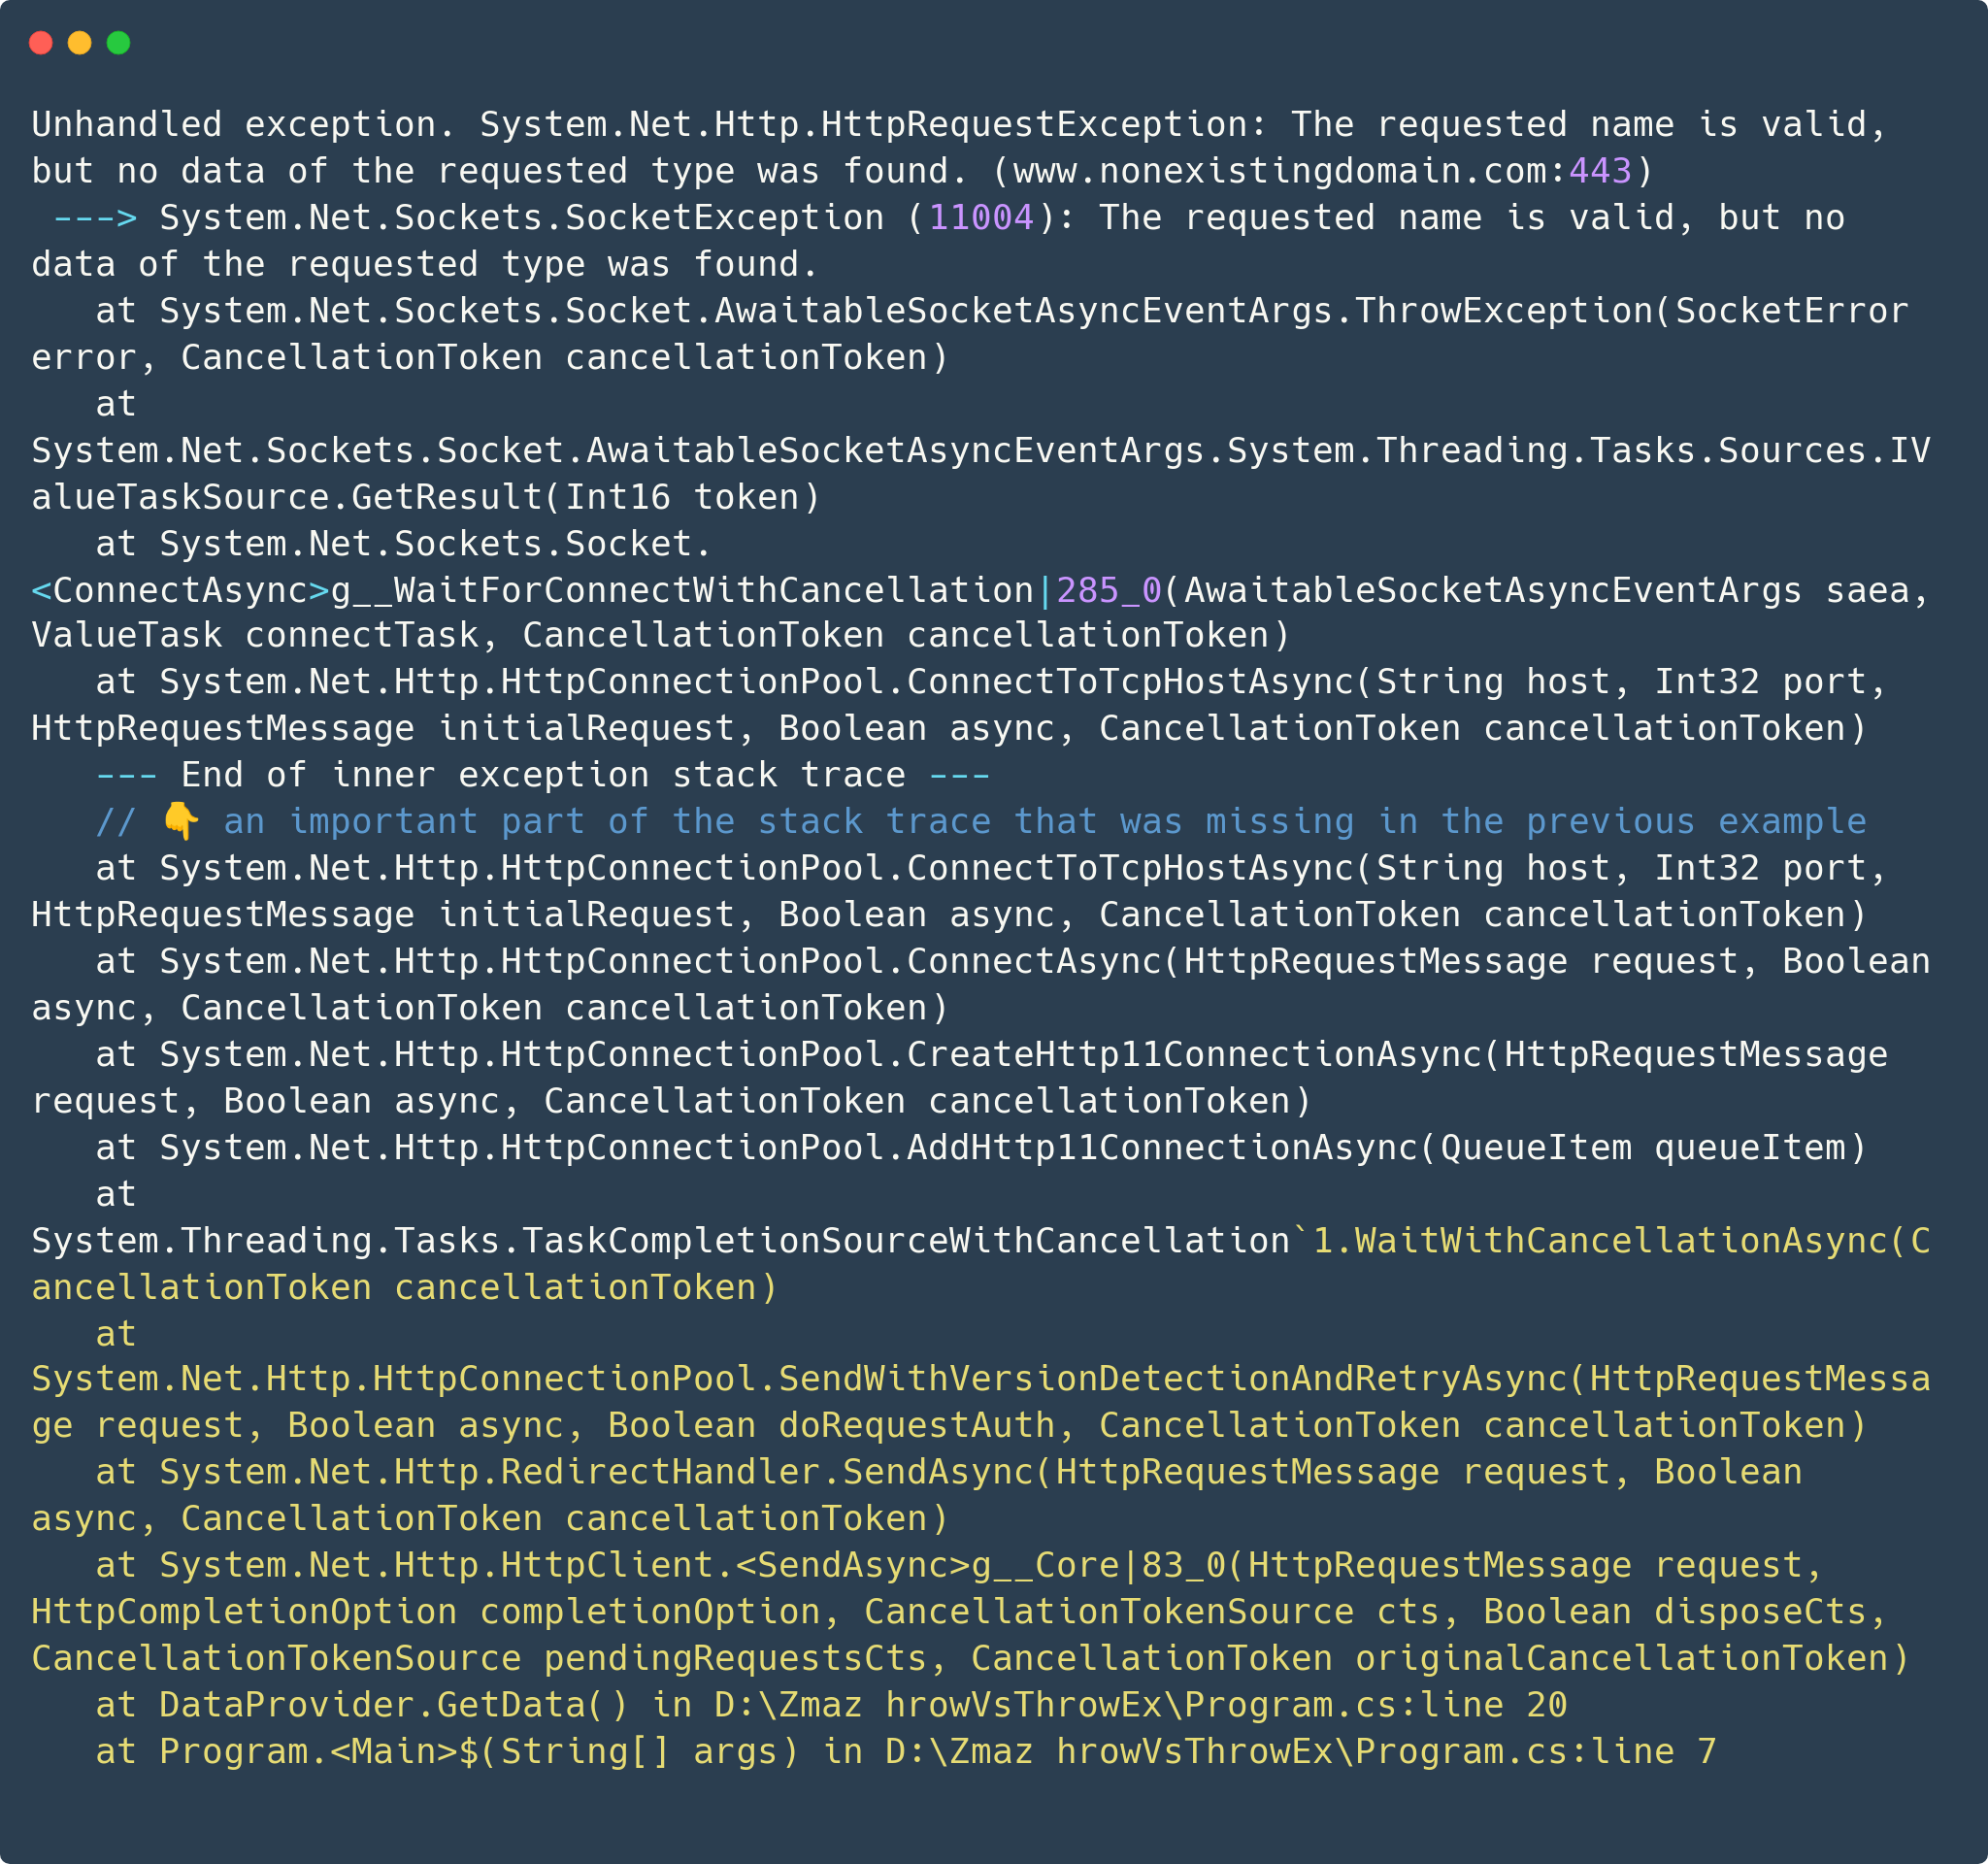 Unhandled exception. System.Net.Http.HttpRequestException: The requested name is valid,
but no data of the requested type was found. (www.nonexistingdomain.com:443)
 ---> System.Net.Sockets.SocketException (11004): The requested name is valid, but no
data of the requested type was found.
   at System.Net.Sockets.Socket.AwaitableSocketAsyncEventArgs.ThrowException(SocketError
error, CancellationToken cancellationToken)
   at
System.Net.Sockets.Socket.AwaitableSocketAsyncEventArgs.System.Threading.Tasks.Sources.IV
alueTaskSource.GetResult(Int16 token)
   at System.Net.Sockets.Socket.
<ConnectAsync>g__WaitForConnectWithCancellation|285_0(AwaitableSocketAsyncEventArgs saea,
ValueTask connectTask, CancellationToken cancellationToken)
   at System.Net.Http.HttpConnectionPool.ConnectToTcpHostAsync(String host, Int32 port,
HttpRequestMessage initialRequest, Boolean async, CancellationToken cancellationToken)
   --- End of inner exception stack trace ---
   // 👇 an important part of the stack trace that was missing in the previous example
   at System.Net.Http.HttpConnectionPool.ConnectToTcpHostAsync(String host, Int32 port,
HttpRequestMessage initialRequest, Boolean async, CancellationToken cancellationToken)
   at System.Net.Http.HttpConnectionPool.ConnectAsync(HttpRequestMessage request, Boolean
async, CancellationToken cancellationToken)
   at System.Net.Http.HttpConnectionPool.CreateHttp11ConnectionAsync(HttpRequestMessage
request, Boolean async, CancellationToken cancellationToken)
   at System.Net.Http.HttpConnectionPool.AddHttp11ConnectionAsync(QueueItem queueItem)
   at
System.Threading.Tasks.TaskCompletionSourceWithCancellation`1.WaitWithCancellationAsync(C
ancellationToken cancellationToken)
   at
System.Net.Http.HttpConnectionPool.SendWithVersionDetectionAndRetryAsync(HttpRequestMessa
ge request, Boolean async, Boolean doRequestAuth, CancellationToken cancellationToken)
   at System.Net.Http.RedirectHandler.SendAsync(HttpRequestMessage request, Boolean
async, CancellationToken cancellationToken)
   at System.Net.Http.HttpClient.<SendAsync>g__Core|83_0(HttpRequestMessage request,
HttpCompletionOption completionOption, CancellationTokenSource cts, Boolean disposeCts,
CancellationTokenSource pendingRequestsCts, CancellationToken originalCancellationToken)
   at DataProvider.GetData() in D:\Zmaz hrowVsThrowEx\Program.cs:line 20
   at Program.<Main>$(String[] args) in D:\Zmaz hrowVsThrowEx\Program.cs:line 7